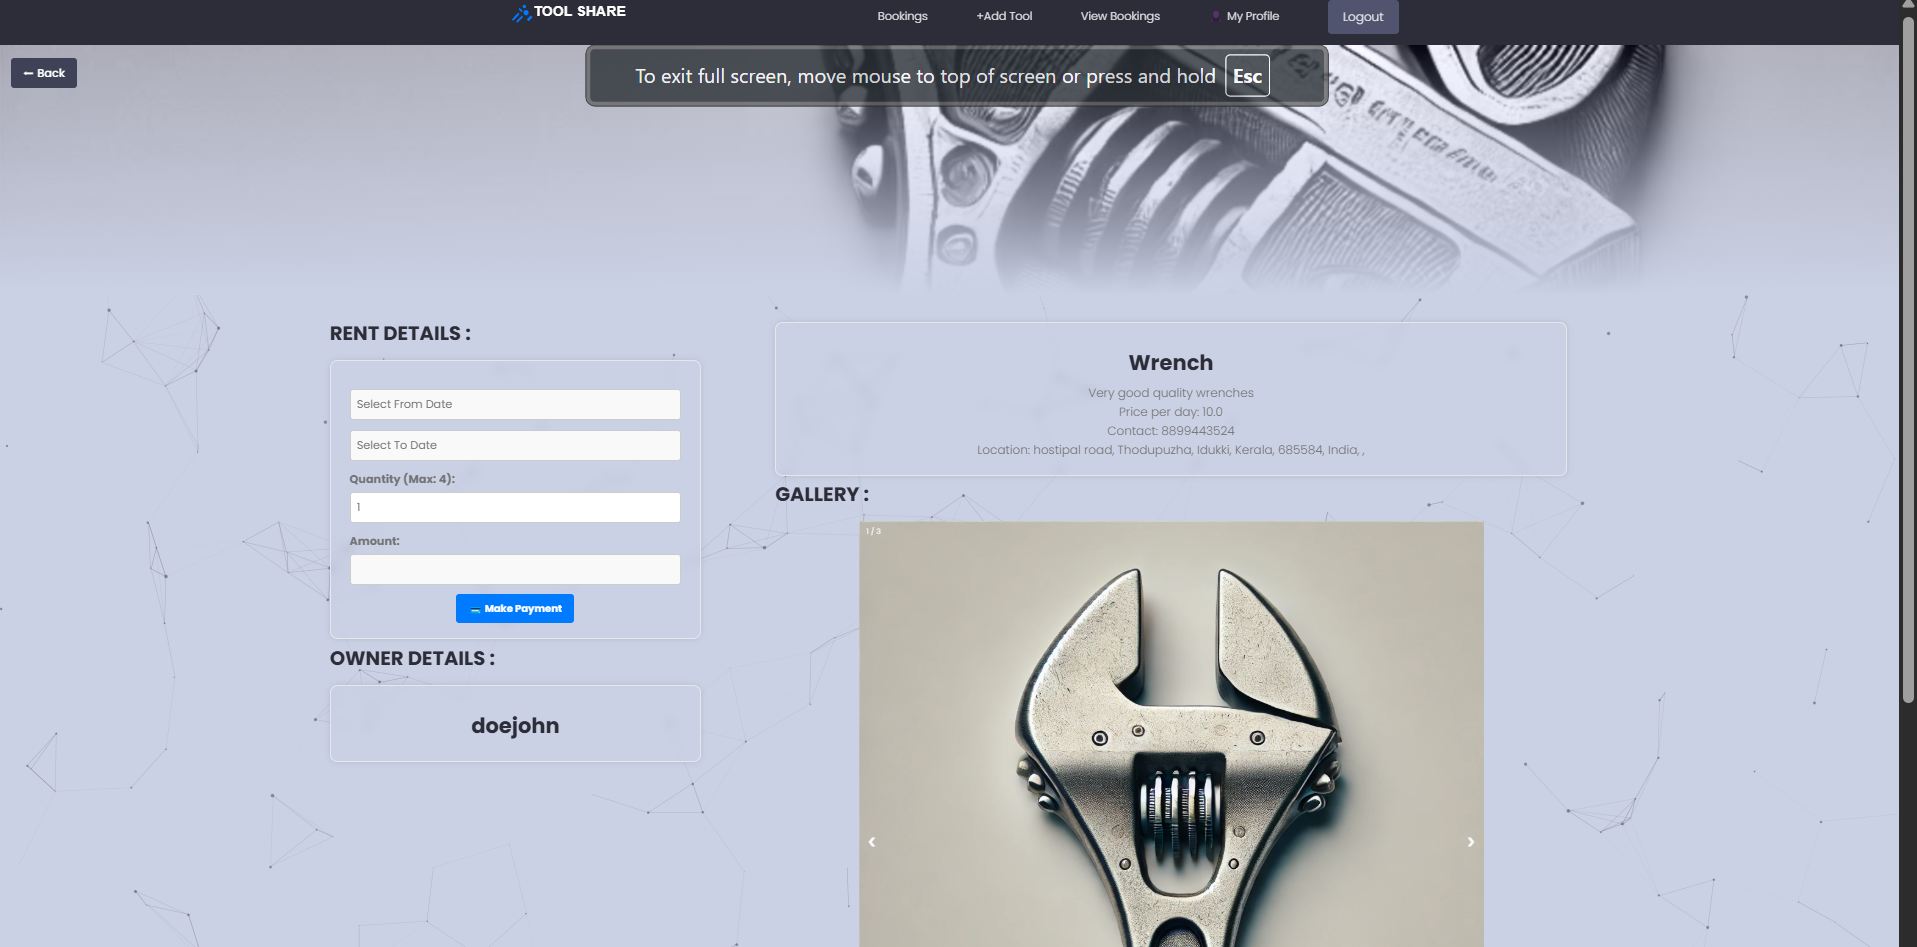 TOOL SHARE
Bookings
+Add Tool
View Bookings
My Profile
Logout
← Back
To exit full screen, move mouse to top of screen or press and hold Esc
RENT DETAILS :
Select From Date
Select To Date
Quantity (Max: 4):
1
Amount:
Make Payment
OWNER DETAILS :
doejohn
Wrench
Very good quality wrenches
Price per day: 10.0
Contact: 8899443524
Location: hostipal road, Thodupuzha, Idukki, Kerala, 685584, India, ,
GALLERY :
1 / 3
‹
›